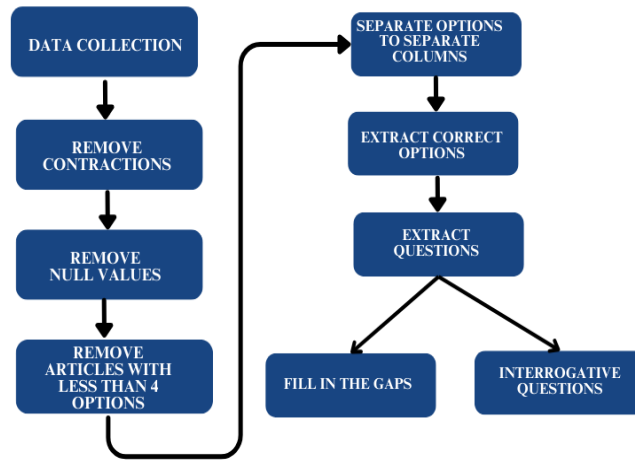 DATA COLLECTION
REMOVE
CONTRACTIONS
REMOVE
NULL VALUES
REMOVE
ARTICLES WITH
LESS THAN 4
OPTIONS
SEPARATE OPTIONS
TO SEPARATE
COLUMNS
EXTRACT CORRECT
OPTIONS
EXTRACT
QUESTIONS
FILL IN THE GAPS
INTERROGATIVE
QUESTIONS